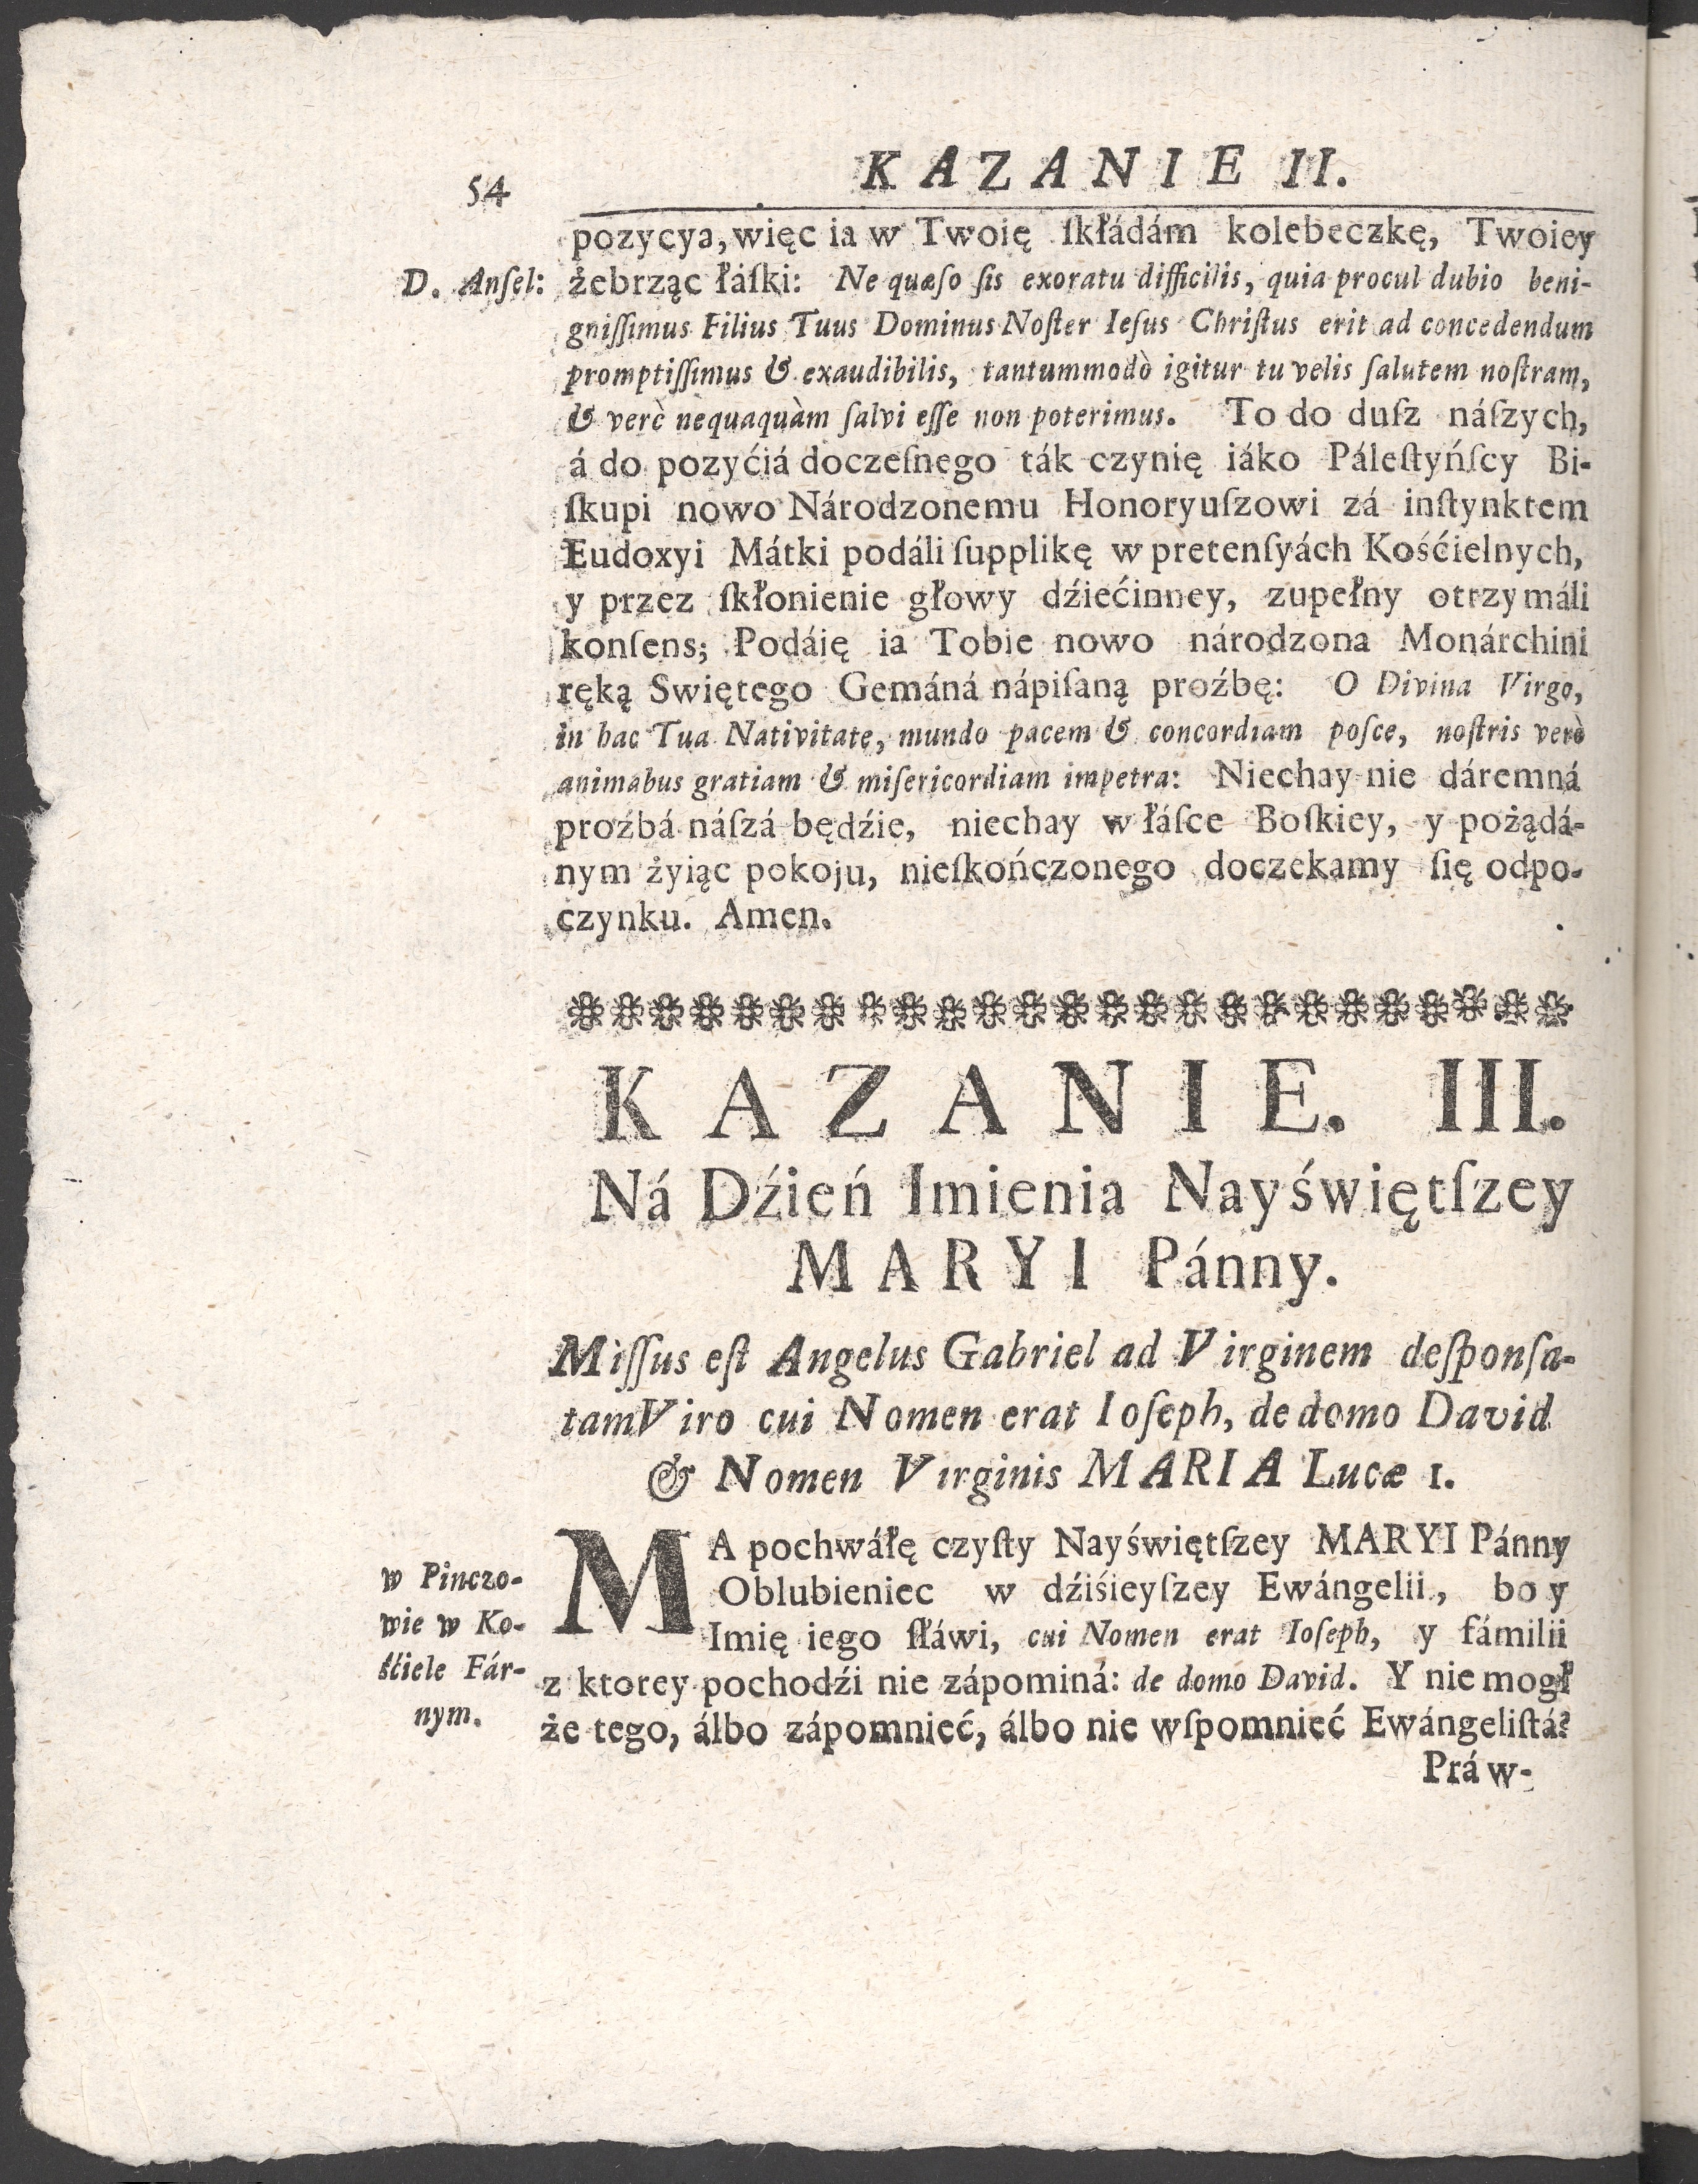 54
KAZANIE II.
pozycya, więc ia w Twoię ſkłádám kolebeczkę, Twoiey
D. Anſel:
żebrząc łáſki: Ne quæſo ſis exoratu difficilis, quia procul dubio beni-
gniſſimus Filius Tuus Dominus Noſter Ieſus Chriſtus erit ad concedendum
promptiſſimus & exaudibilis, tantummodò igitur tu velis ſalutem noſtram,
& verè nequaquàm ſalvi eſſe non poterimus. To do duſz náſzych,
á do pozyćiá doczeſnego ták czynię iáko Páleſtyńſcy Bi-
ſkupi nowo Národzonemu Honoryuſzowi zá inſtynktem
Eudoxyi Mátki podáli ſupplikę w pretenſyách Kośćielnych,
y przez ſkłonienie głowy dźiećinney, zupełny otrzymáli
konſens; Podáię ia Tobie nowo národzona Monárchini
ręką Swiętego Gemáná nápiſaną proźbę: O Divina Virgo,
in hac Tua Nativitate, mundo pacem & concordiam poſce, noſtris verò
animabus gratiam & miſericordiam impetra: Niechay nie dáremná
proźbá náſzá będźie, niechay w łáſce Boſkiey, y pożądá-
nym żyiąc pokoju, nieſkończonego doczekamy ſię odpo-
czynku. Amen.
KAZANIE. III.
Ná Dźień Imienia Nayświętſzey
MARYI Pánny.
Miſſus eſt Angelus Gabriel ad Virginem deſponſa-
tam Viro cui Nomen erat Ioſeph, de domo David
& Nomen Virginis MARIA Lucæ 1.
MA pochwáłę czyſty Nayświętſzey MARYI Pánny
Oblubieniec w dźiśieyſzey Ewángelii, bo y
Imię iego ſłáwi, cui Nomen erat Ioſeph, y fámilii
z ktorey pochodźi nie zápominá: de domo David. Y nie mogł
że tego, álbo zápomnieć, álbo nie wſpomnieć Ewángeliſtá?
w Pinczo-
wie w Ko-
śćiele Fár-
nym.
Práw-